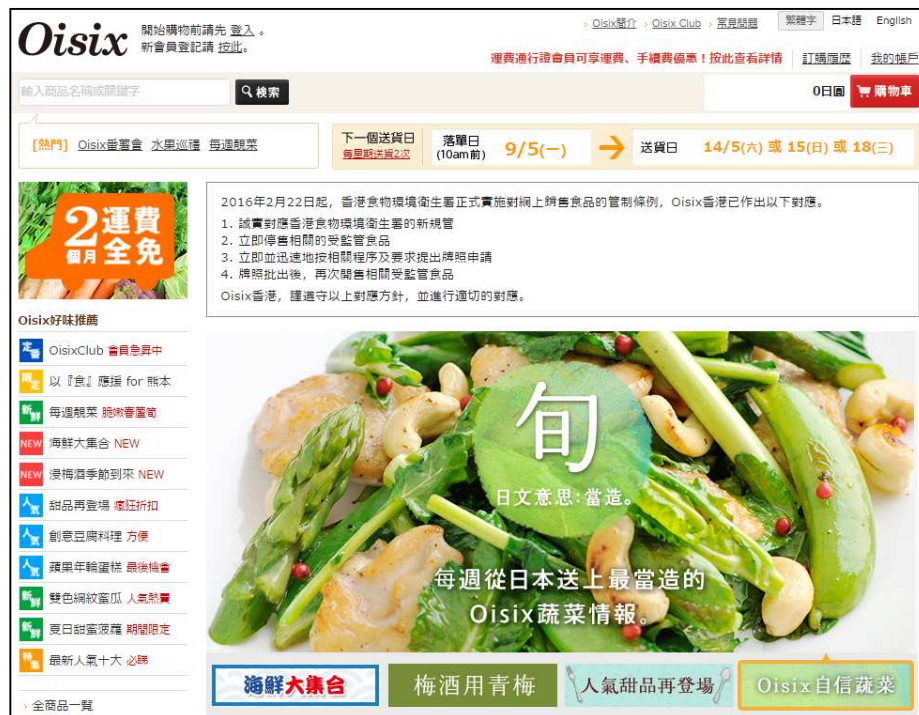 Oisix
開始購物前請先 登入 。
新會員登記請 按此。
Oisix簡介
Oisix Club
常見問題
繁體字
日本語
English
運費通行證會員可享運費、手續費優惠！按此查看詳情
訂購履歷
我的帳戶
輸入商品名稱或關鍵字
検索
0日圓
購物車
[熱門] Oisix番薯會 水果巡禮 每週靚菜
下一個送貨日
每星期送貨2次
落單日
(10am前)
9/5(一)
送貨日
14/5(六) 或 15(日) 或 18(三)
2個月運費全免
2016年2月22日起，香港食物環境衛生署正式實施對網上銷售食品的管制條例，Oisix香港已作出以下對應。
1. 誠實對應香港食物環境衛生署的新規管
2. 立即停售相關的受監管食品
3. 立即並迅速地按相關程序及要求提出牌照申請
4. 牌照批出後，再次開售相關受監管食品
Oisix香港，謹遵守以上對應方針，並進行適切的對應。
Oisix好味推薦
定番 OisixClub 會員急昇中
限定 以『食』應援 for 熊本
新鮮 每週靚菜 脆嫩春蘆筍
NEW 海鮮大集合 NEW
NEW 浸梅酒季節到來 NEW
人氣 甜品再登場 瘋狂折扣
人氣 創意豆腐料理 方便
人氣 蘋果年輪蛋糕 最後機會
新鮮 雙色網紋蜜瓜 人氣熱賣
新鮮 夏日甜蜜菠蘿 期間限定
特集 最新人氣十大 必睇
全商品一覽
旬
日文意思:當造。
每週從日本送上最當造的
Oisix蔬菜情報。
海鮮大集合
梅酒用青梅
人氣甜品再登場
Oisix自信蔬菜